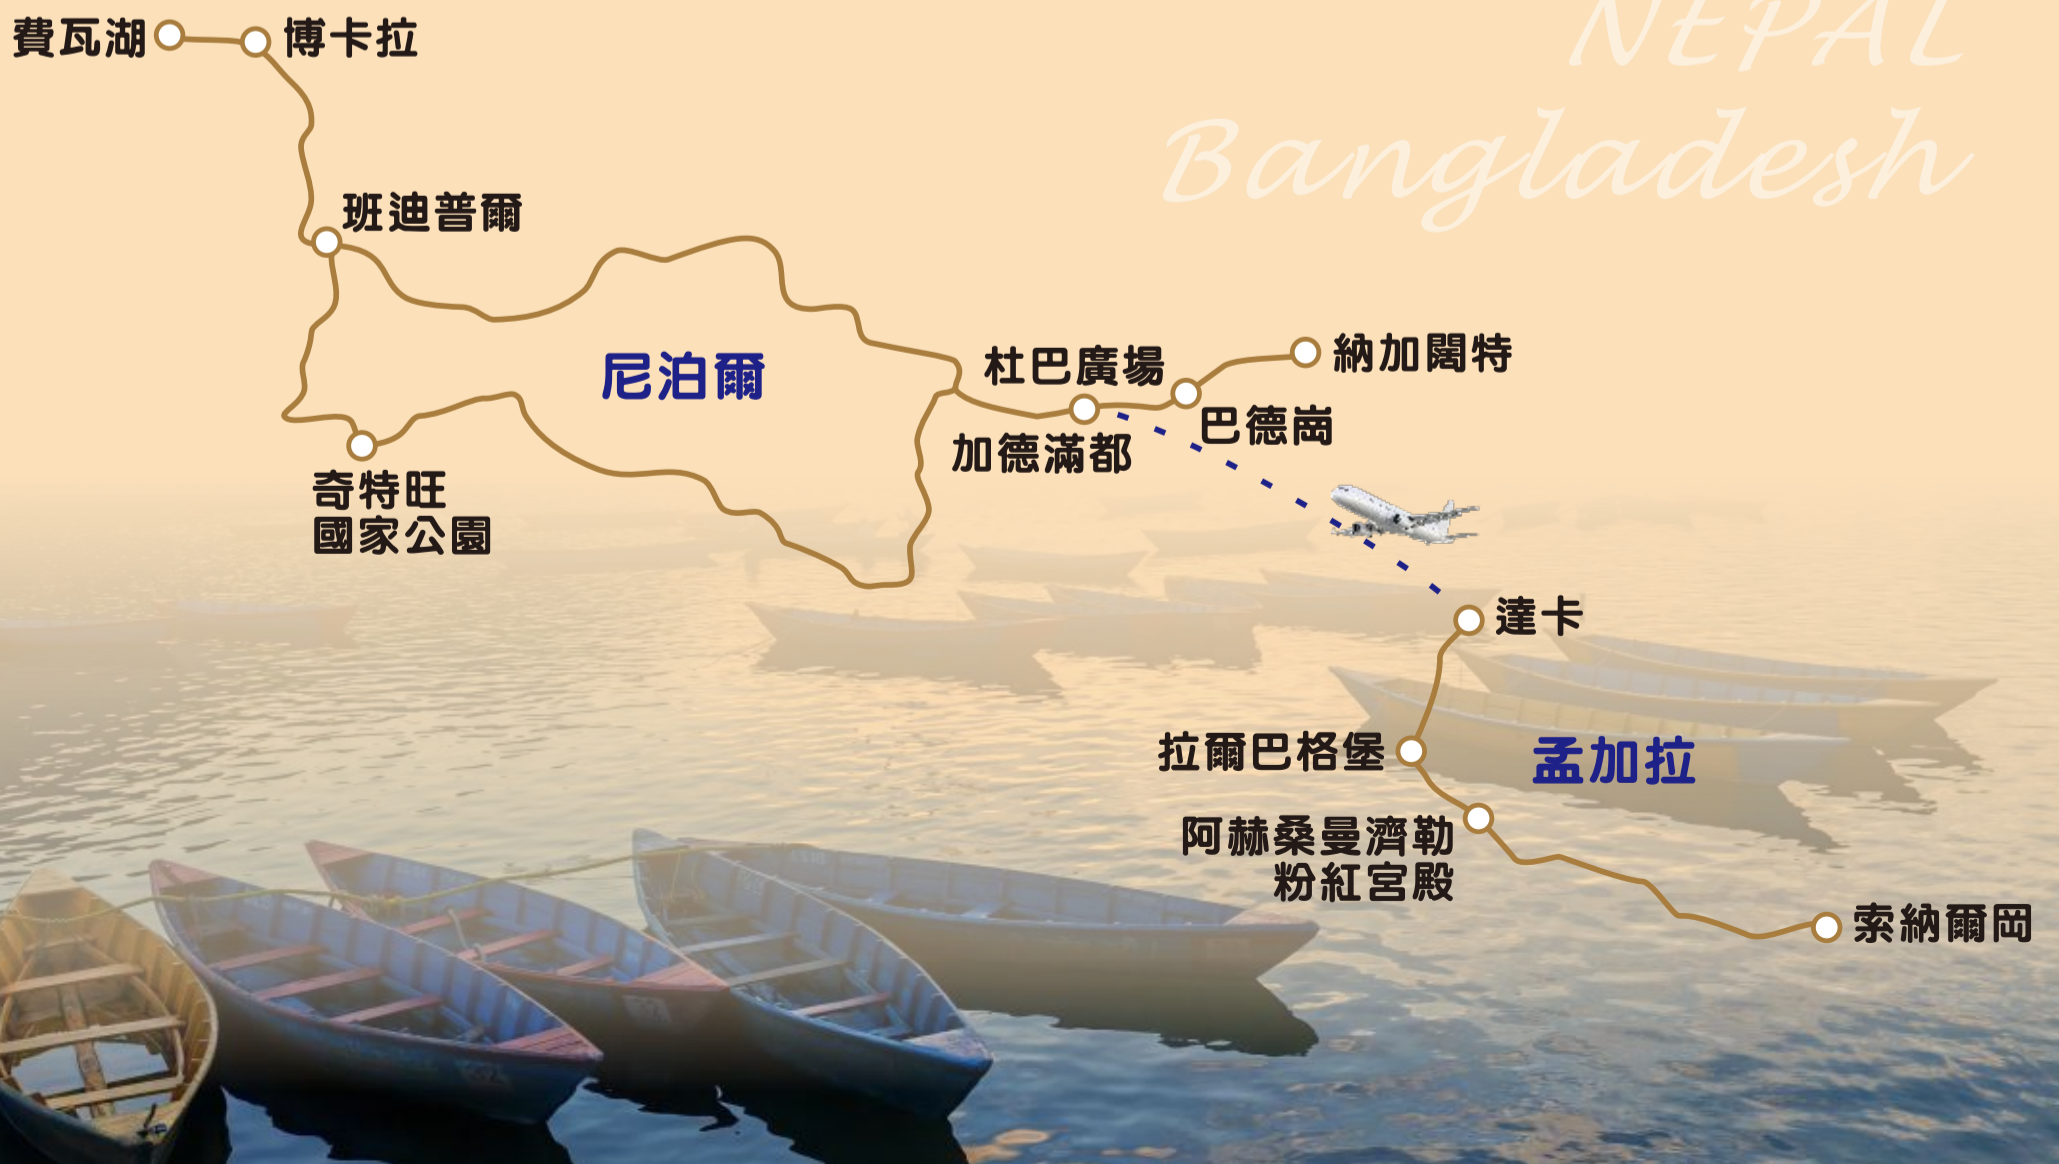 NEPAL
Bangladesh
費瓦湖
博卡拉
班迪普爾
尼泊爾
杜巴廣場
納加闊特
巴德崗
加德滿都
奇特旺
國家公園
達卡
拉爾巴格堡
孟加拉
阿赫桑曼濟勒
粉紅宮殿
索納爾岡